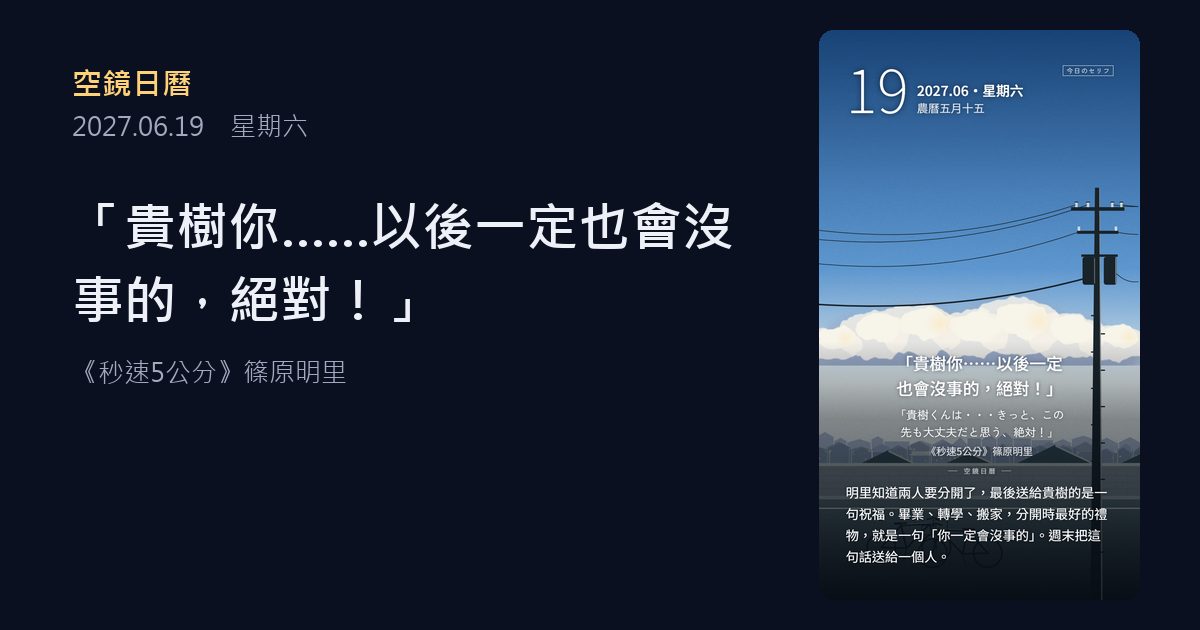 空鏡日曆
2027.06.19 星期六
「貴樹你……以後一定也會沒
事的，絕對！」
《秒速5公分》篠原明里
19
2027.06・星期六
農曆五月十五
今日のセリフ
「貴樹你……以後一定
也會沒事的，絕對！」
「貴樹くんは・・・きっと、この
先も大丈夫だと思う、絶対！」
《秒速5公分》篠原明里
— 空鏡日曆 —
明里知道兩人要分開了，最後送給貴樹的是一
句祝福。畢業、轉學、搬家，分開時最好的禮
物，就是一句「你一定會沒事的」。週末把這
句話送給一個人。